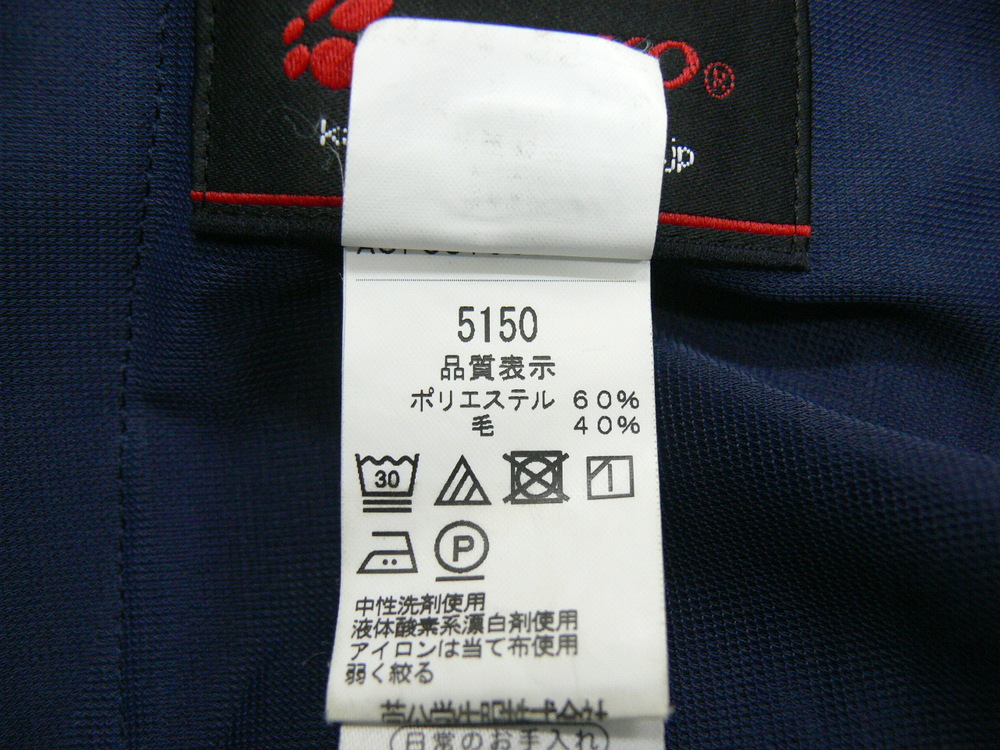 ®
5150
品質表示
ポリエステル 60%
毛 40%
30
P
中性洗剤使用
液体酸素系漂白剤使用
アイロンは当て布使用
弱く絞る
日常のお手入れ